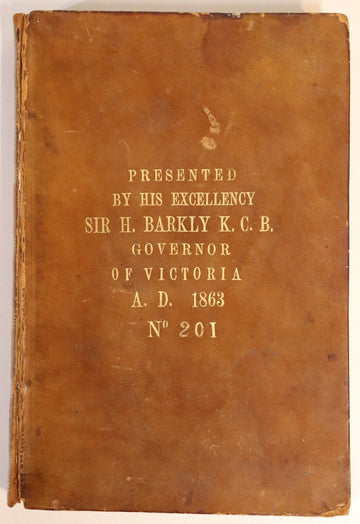 PRESENTED
BY HIS EXCELLENCY
SIR H. BARKLY K. C. B.
GOVERNOR
OF VICTORIA
A. D. 1863
Nº 201